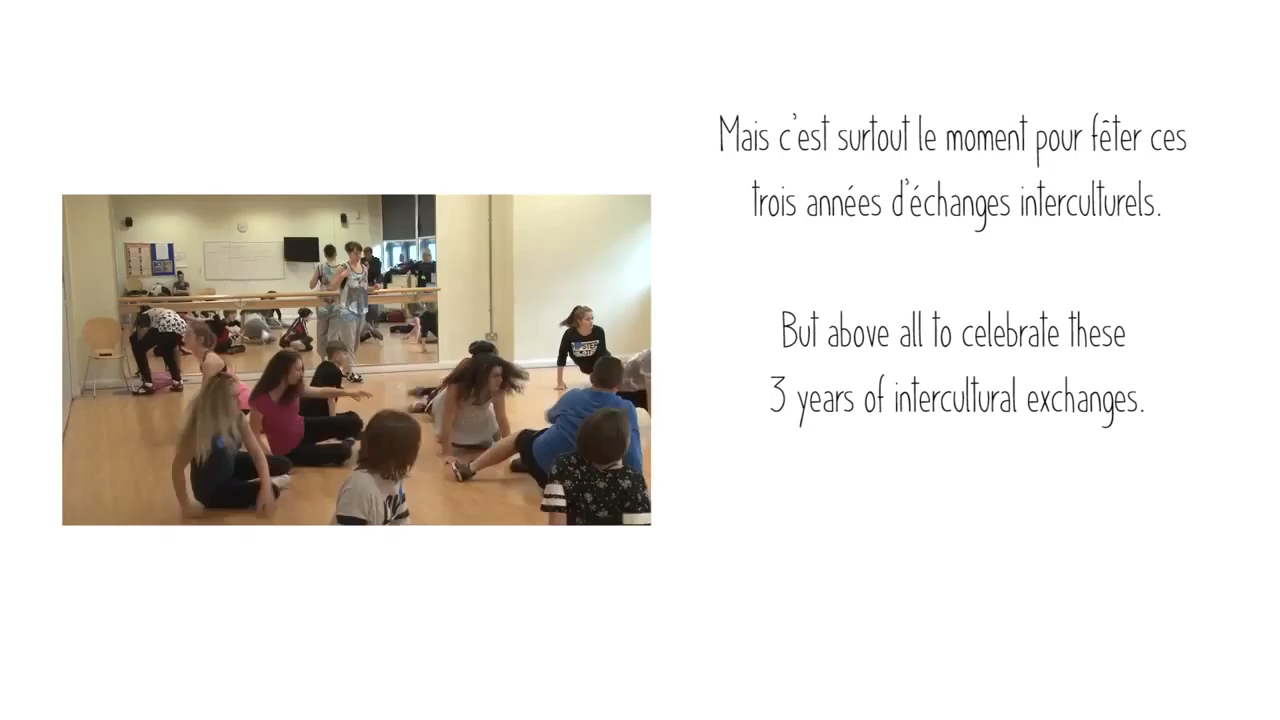 Mais c'est surtout le moment pour fêter ces
trois années d'échanges interculturels.
But above all to celebrate these
3 years of intercultural exchanges.